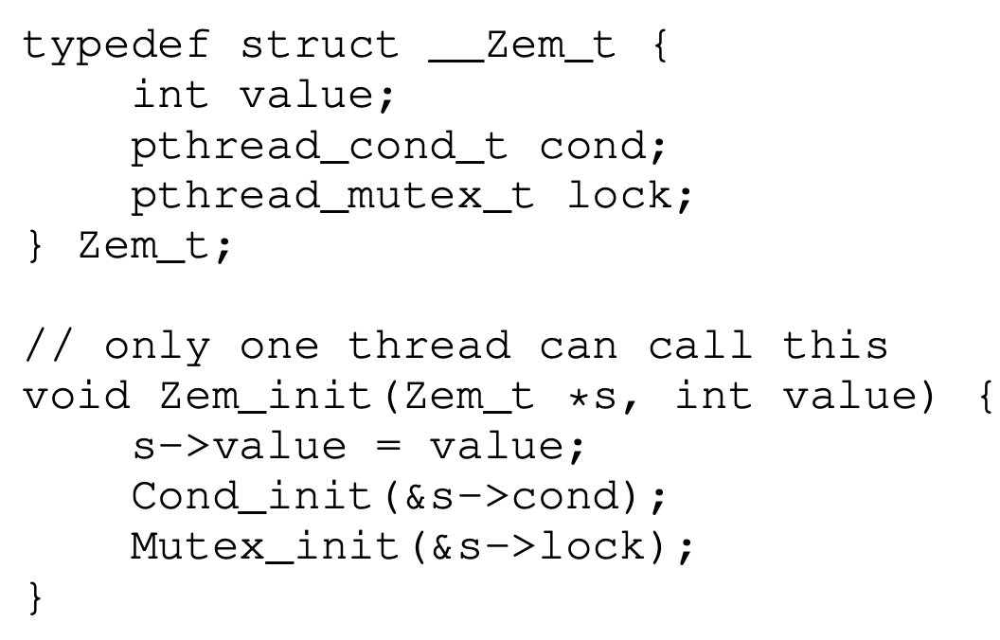 typedef struct __Zem_t {
    int value;
    pthread_cond_t cond;
    pthread_mutex_t lock;
} Zem_t;

// only one thread can call this
void Zem_init(Zem_t *s, int value) {
    s->value = value;
    Cond_init(&s->cond);
    Mutex_init(&s->lock);
}